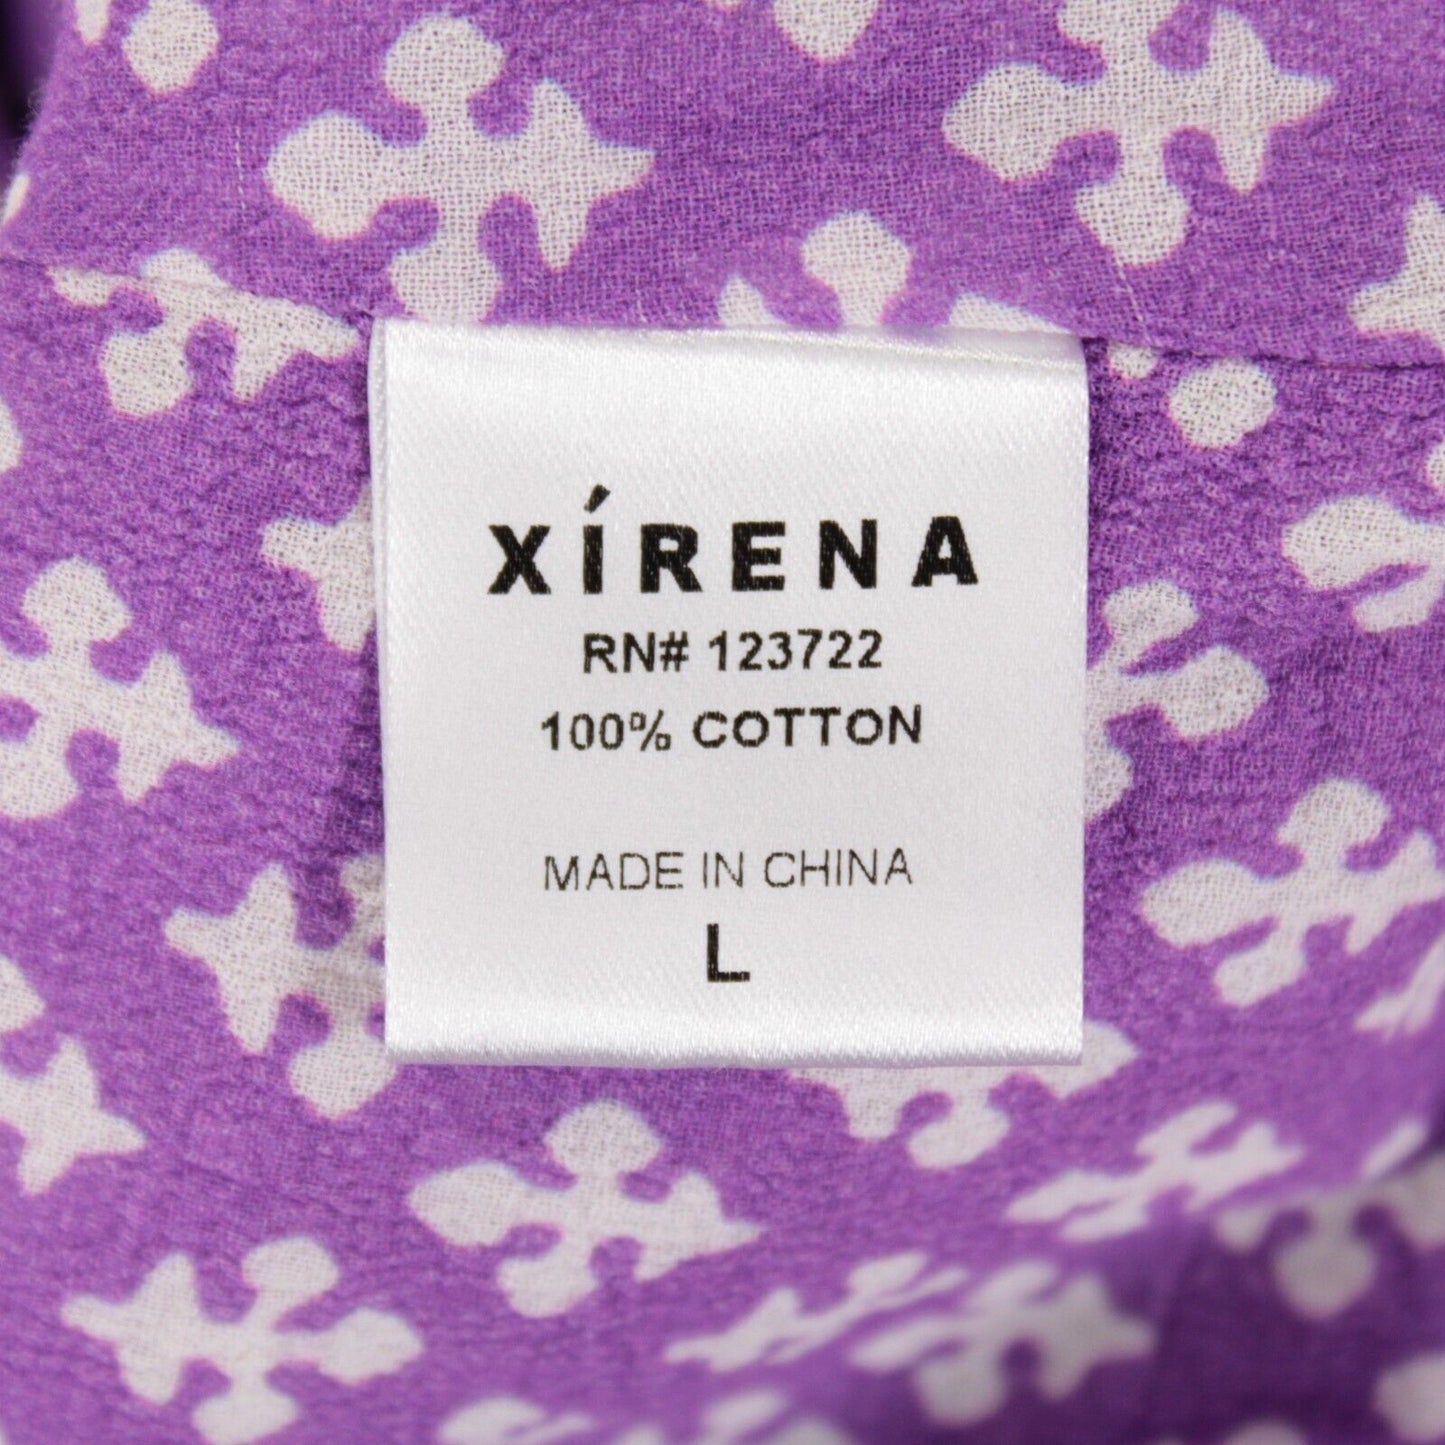 XÍRENA
RN# 123722
100% COTTON
MADE IN CHINA
L